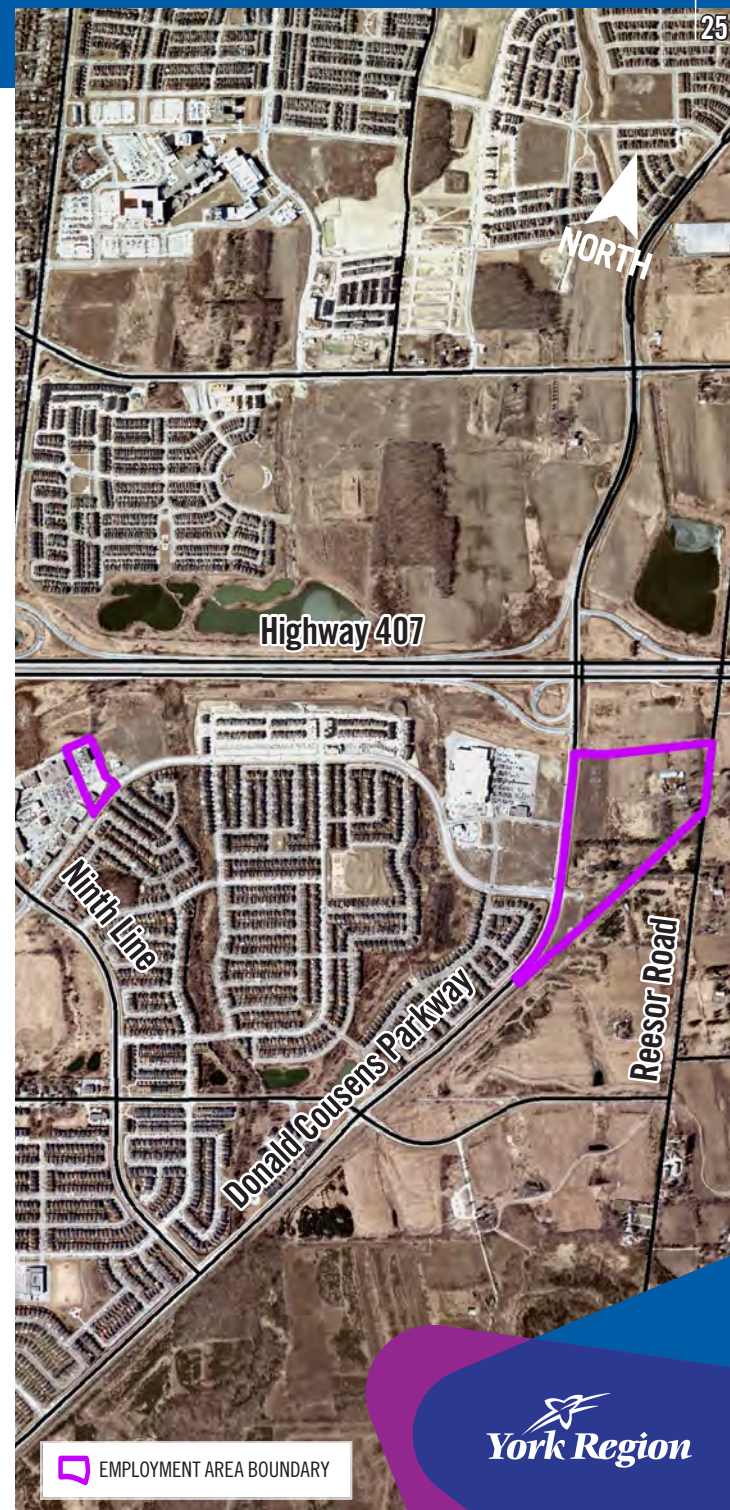 25
NORTH
Highway 407
Ninth Line
Donald Cousens Parkway
Reesor Road
EMPLOYMENT AREA BOUNDARY
York Region